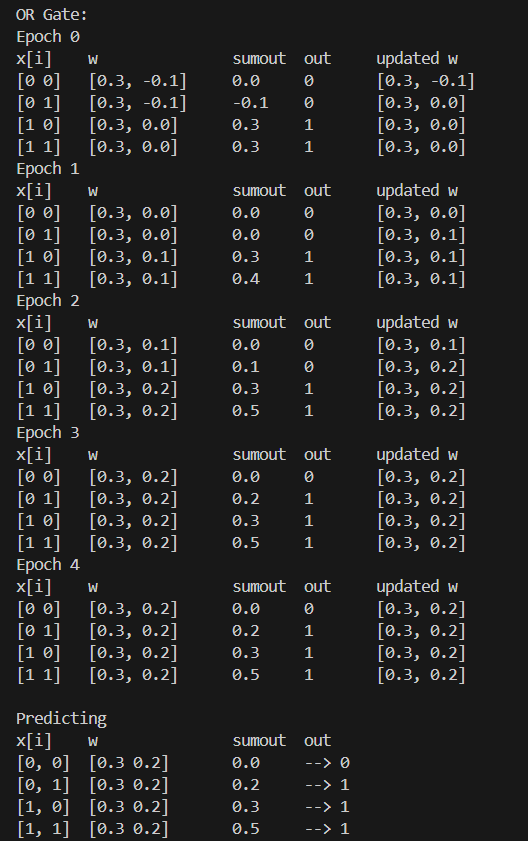 OR Gate:
Epoch 0
x[i]    w               sumout  out     updated w
[0 0]   [0.3, -0.1]     0.0     0       [0.3, -0.1]
[0 1]   [0.3, -0.1]     -0.1    0       [0.3, 0.0]
[1 0]   [0.3, 0.0]      0.3     1       [0.3, 0.0]
[1 1]   [0.3, 0.0]      0.3     1       [0.3, 0.0]
Epoch 1
x[i]    w               sumout  out     updated w
[0 0]   [0.3, 0.0]      0.0     0       [0.3, 0.0]
[0 1]   [0.3, 0.0]      0.0     0       [0.3, 0.1]
[1 0]   [0.3, 0.1]      0.3     1       [0.3, 0.1]
[1 1]   [0.3, 0.1]      0.4     1       [0.3, 0.1]
Epoch 2
x[i]    w               sumout  out     updated w
[0 0]   [0.3, 0.1]      0.0     0       [0.3, 0.1]
[0 1]   [0.3, 0.1]      0.1     0       [0.3, 0.2]
[1 0]   [0.3, 0.2]      0.3     1       [0.3, 0.2]
[1 1]   [0.3, 0.2]      0.5     1       [0.3, 0.2]
Epoch 3
x[i]    w               sumout  out     updated w
[0 0]   [0.3, 0.2]      0.0     0       [0.3, 0.2]
[0 1]   [0.3, 0.2]      0.2     1       [0.3, 0.2]
[1 0]   [0.3, 0.2]      0.3     1       [0.3, 0.2]
[1 1]   [0.3, 0.2]      0.5     1       [0.3, 0.2]
Epoch 4
x[i]    w               sumout  out     updated w
[0 0]   [0.3, 0.2]      0.0     0       [0.3, 0.2]
[0 1]   [0.3, 0.2]      0.2     1       [0.3, 0.2]
[1 0]   [0.3, 0.2]      0.3     1       [0.3, 0.2]
[1 1]   [0.3, 0.2]      0.5     1       [0.3, 0.2]
Predicting
x[i]    w               sumout  out
[0, 0]  [0.3 0.2]       0.0     --> 0
[0, 1]  [0.3 0.2]       0.2     --> 1
[1, 0]  [0.3 0.2]       0.3     --> 1
[1, 1]  [0.3 0.2]       0.5     --> 1